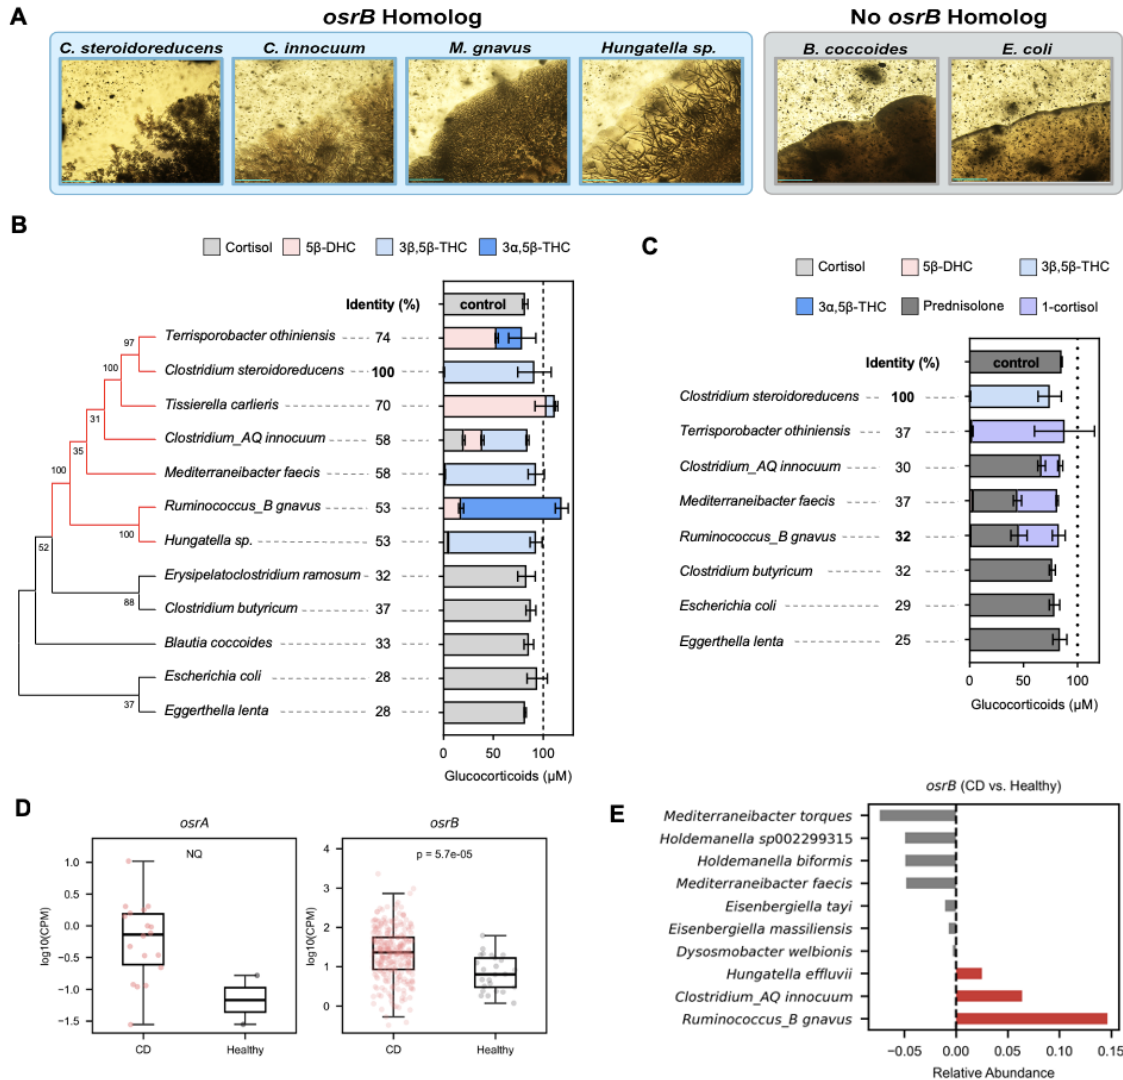 A
osrB Homolog
No osrB Homolog
C. steroidoreducens
C. innocuum
M. gnavus
Hungatella sp.
B. coccoides
E. coli
B
Cortisol
5β-DHC
3β,5β-THC
3α,5β-THC
Identity (%)
control
Terrisporobacter othiniensis
74
Clostridium steroidoreducens
100
Tissierella carlieris
70
Clostridium_AQ innocuum
58
Mediterraneibacter faecis
58
Ruminococcus_B gnavus
53
Hungatella sp.
53
Erysipelatoclostridium ramosum
32
Clostridium butyricum
37
Blautia coccoides
33
Escherichia coli
28
Eggerthella lenta
28
97
100
31
35
100
100
52
88
37
0
50
100
Glucocorticoids (μM)
C
Cortisol
5β-DHC
3β,5β-THC
3α,5β-THC
Prednisolone
1-cortisol
Identity (%)
control
Clostridium steroidoreducens
100
Terrisporobacter othiniensis
37
Clostridium_AQ innocuum
30
Mediterraneibacter faecis
37
Ruminococcus_B gnavus
32
Clostridium butyricum
32
Escherichia coli
29
Eggerthella lenta
25
0
50
100
Glucocorticoids (μM)
D
osrA
NQ
log10(CPM)
1.0
0.5
0.0
−0.5
−1.0
−1.5
CD
Healthy
osrB
p = 5.7e-05
log10(CPM)
4
3
2
1
0
CD
Healthy
E
osrB (CD vs. Healthy)
Mediterraneibacter torques
Holdemanella sp002299315
Holdemanella biformis
Mediterraneibacter faecis
Eisenbergiella tayi
Eisenbergiella massiliensis
Dysosmobacter welbionis
Hungatella effluvii
Clostridium_AQ innocuum
Ruminococcus_B gnavus
−0.05
0.00
0.05
0.10
0.15
Relative Abundance